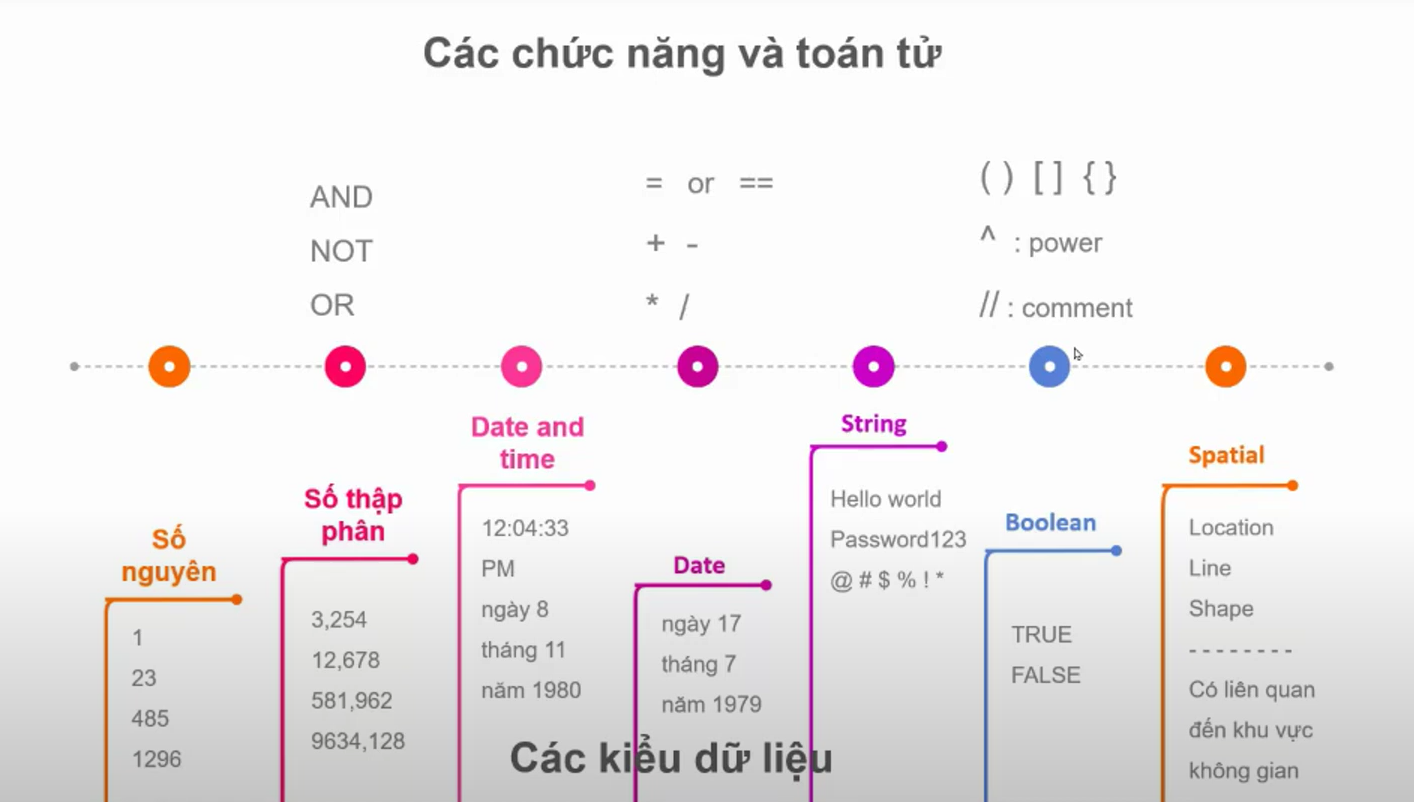 Các chức năng và toán tử
AND
NOT
OR
= or ==
+ -
* /
( ) [ ] { }
^ : power
// : comment
Số
nguyên
1
23
485
1296
Số thập
phân
3,254
12,678
581,962
9634,128
Date and
time
12:04:33
PM
ngày 8
tháng 11
năm 1980
Date
ngày 17
tháng 7
năm 1979
String
Hello world
Password123
@ # $ % ! *
Boolean
TRUE
FALSE
Spatial
Location
Line
Shape
- - - - - - - -
Có liên quan
đến khu vực
không gian
Các kiểu dữ liệu